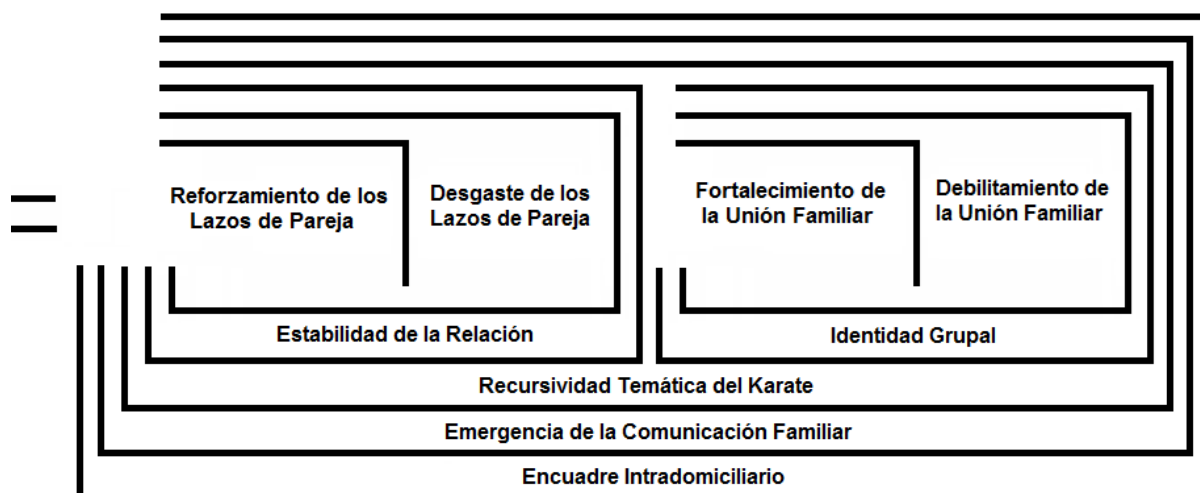 =
Reforzamiento de los
Lazos de Pareja
Desgaste de los
Lazos de Pareja
Fortalecimiento de
la Unión Familiar
Debilitamiento de
la Unión Familiar
Estabilidad de la Relación
Identidad Grupal
Recursividad Temática del Karate
Emergencia de la Comunicación Familiar
Encuadre Intradomiciliario